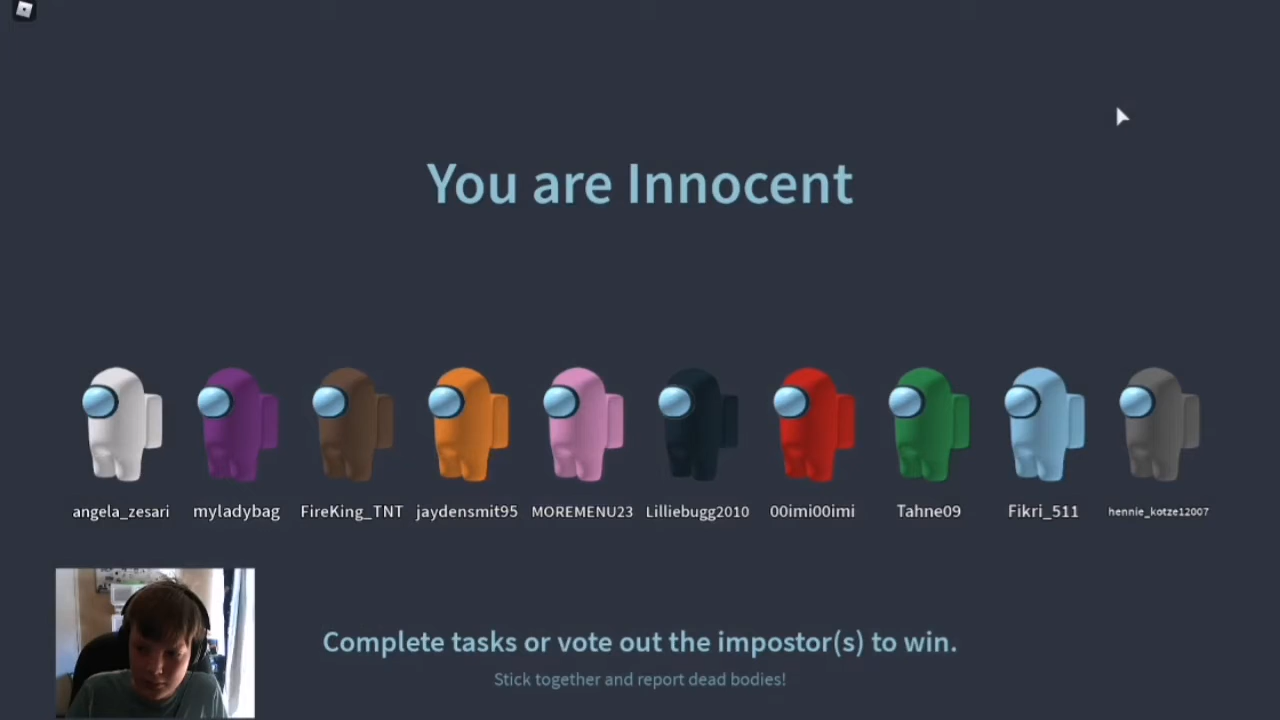 You are Innocent
angela_zesari myladybag FireKing_TNT jaydensmit95 MOREMENU23 Lilliebugg2010 00imi00imi Tahne09 Fikri_511 hennie_kotze12007
Complete tasks or vote out the impostor(s) to win.
Stick together and report dead bodies!